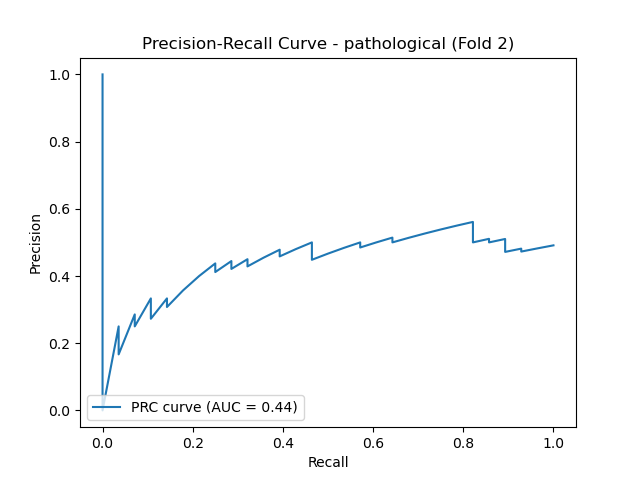 Precision-Recall Curve - pathological (Fold 2)
1.0
0.8
0.6
0.4
0.2
0.0
Precision
PRC curve (AUC = 0.44)
0.0 0.2 0.4 0.6 0.8 1.0
Recall